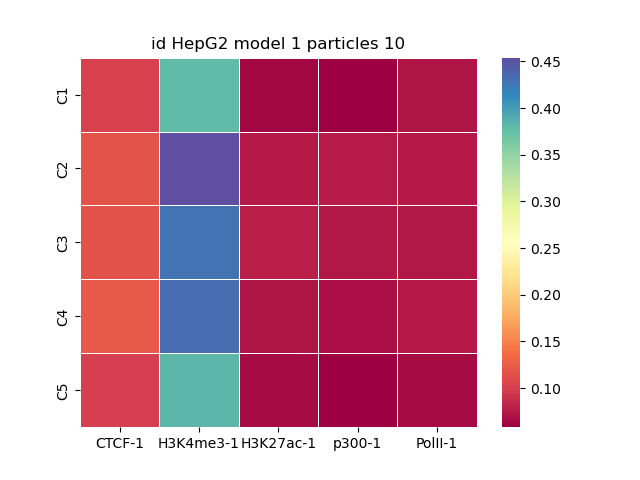 id HepG2 model 1 particles 10
C1
C2
C3
C4
C5
CTCF-1 H3K4me3-1 H3K27ac-1 p300-1 PolII-1
0.45
0.40
0.35
0.30
0.25
0.20
0.15
0.10